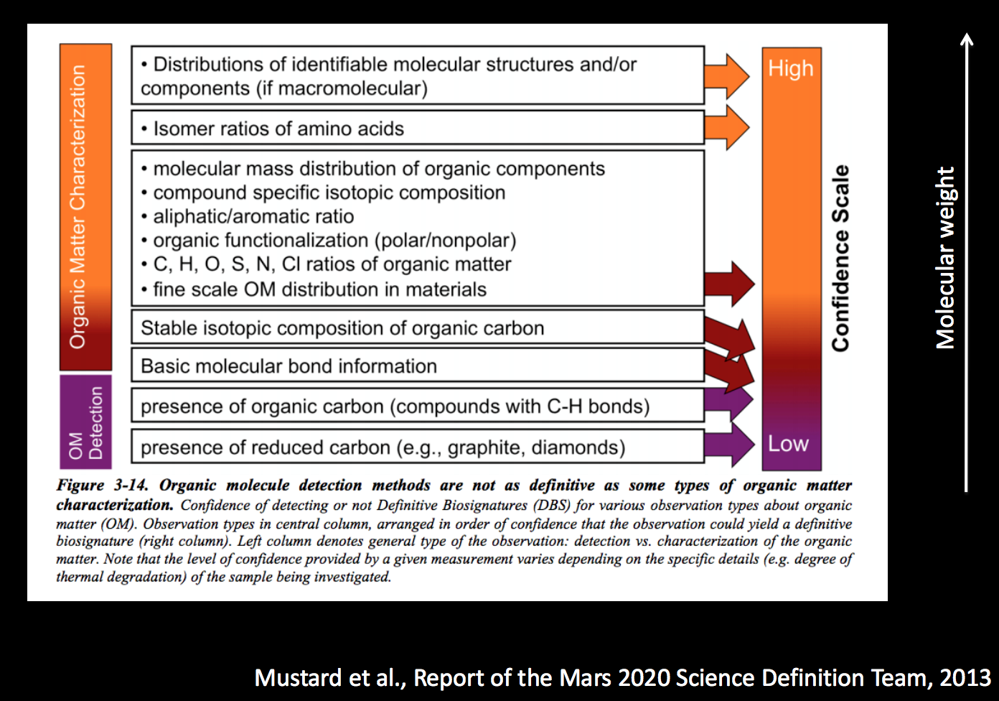 Organic Matter Characterization
OM
Detection
• Distributions of identifiable molecular structures and/or
components (if macromolecular)
• Isomer ratios of amino acids
• molecular mass distribution of organic components
• compound specific isotopic composition
• aliphatic/aromatic ratio
• organic functionalization (polar/nonpolar)
• C, H, O, S, N, Cl ratios of organic matter
• fine scale OM distribution in materials
Stable isotopic composition of organic carbon
Basic molecular bond information
presence of organic carbon (compounds with C-H bonds)
presence of reduced carbon (e.g., graphite, diamonds)
High
Low
Confidence Scale
Molecular weight
Figure 3-14. Organic molecule detection methods are not as definitive as some types of organic matter
characterization. Confidence of detecting or not Definitive Biosignatures (DBS) for various observation types about organic
matter (OM). Observation types in central column, arranged in order of confidence that the observation could yield a definitive
biosignature (right column). Left column denotes general type of the observation: detection vs. characterization of the organic
matter. Note that the level of confidence provided by a given measurement varies depending on the specific details (e.g. degree of
thermal degradation) of the sample being investigated.
Mustard et al., Report of the Mars 2020 Science Definition Team, 2013